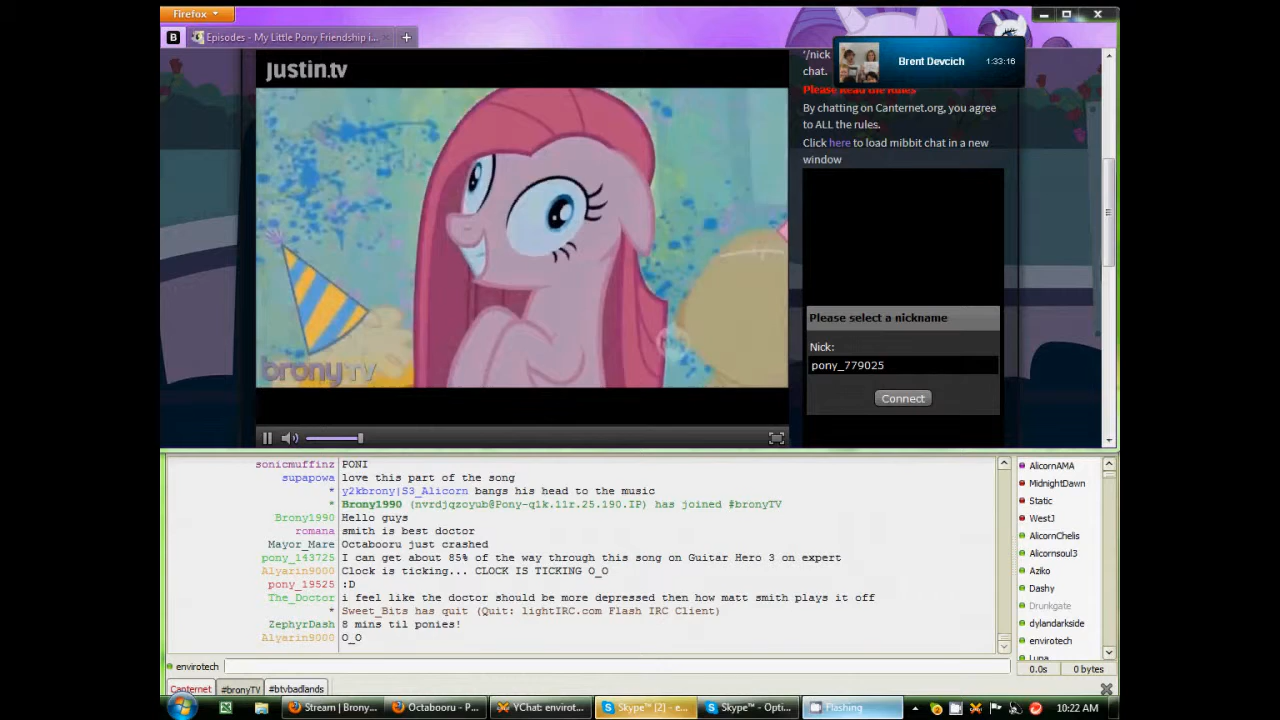 Firefox
B
Episodes - My Little Pony Friendship i...
+
Justin.tv
bronyTV
'/nick
chat.
Please Read the Rules
By chatting on Canternet.org, you agree
to ALL the rules.
Click here to load mibbit chat in a new
window
Brent Devcich
1:33:16
Please select a nickname
Nick:
pony_779025
Connect
sonicmuffinz PONI
supapowa love this part of the song
* y2kbrony|S3_Alicorn bangs his head to the music
* Brony1990 (nvrdjqzoyub@Pony-q1k.11r.25.190.IP) has joined #bronyTV
Brony1990 Hello guys
romana smith is best doctor
Mayor_Mare Octabooru just crashed
pony_143725 I can get about 85% of the way through this song on Guitar Hero 3 on expert
Alyarin9000 Clock is ticking... CLOCK IS TICKING O_O
pony_19525 :D
The_Doctor i feel like the doctor should be more depressed then how matt smith plays it off
* Sweet_Bits has quit (Quit: lightIRC.com Flash IRC Client)
ZephyrDash 8 mins til ponies!
Alyarin9000 O_O
AlicornAMA
MidnightDawn
Static
WestJ
AlicornChelis
Alicornsoul3
Aziko
Dashy
Drunkgate
dylandarkside
envirotech
Luna
envirotech
0.0s
0 bytes
Canternet
#bronyTV
#btvbadlands
Stream | Brony...
Octabooru - P...
YChat: envirot...
Skype™ [2] - e...
Skype™ - Opti...
Flashing
10:22 AM